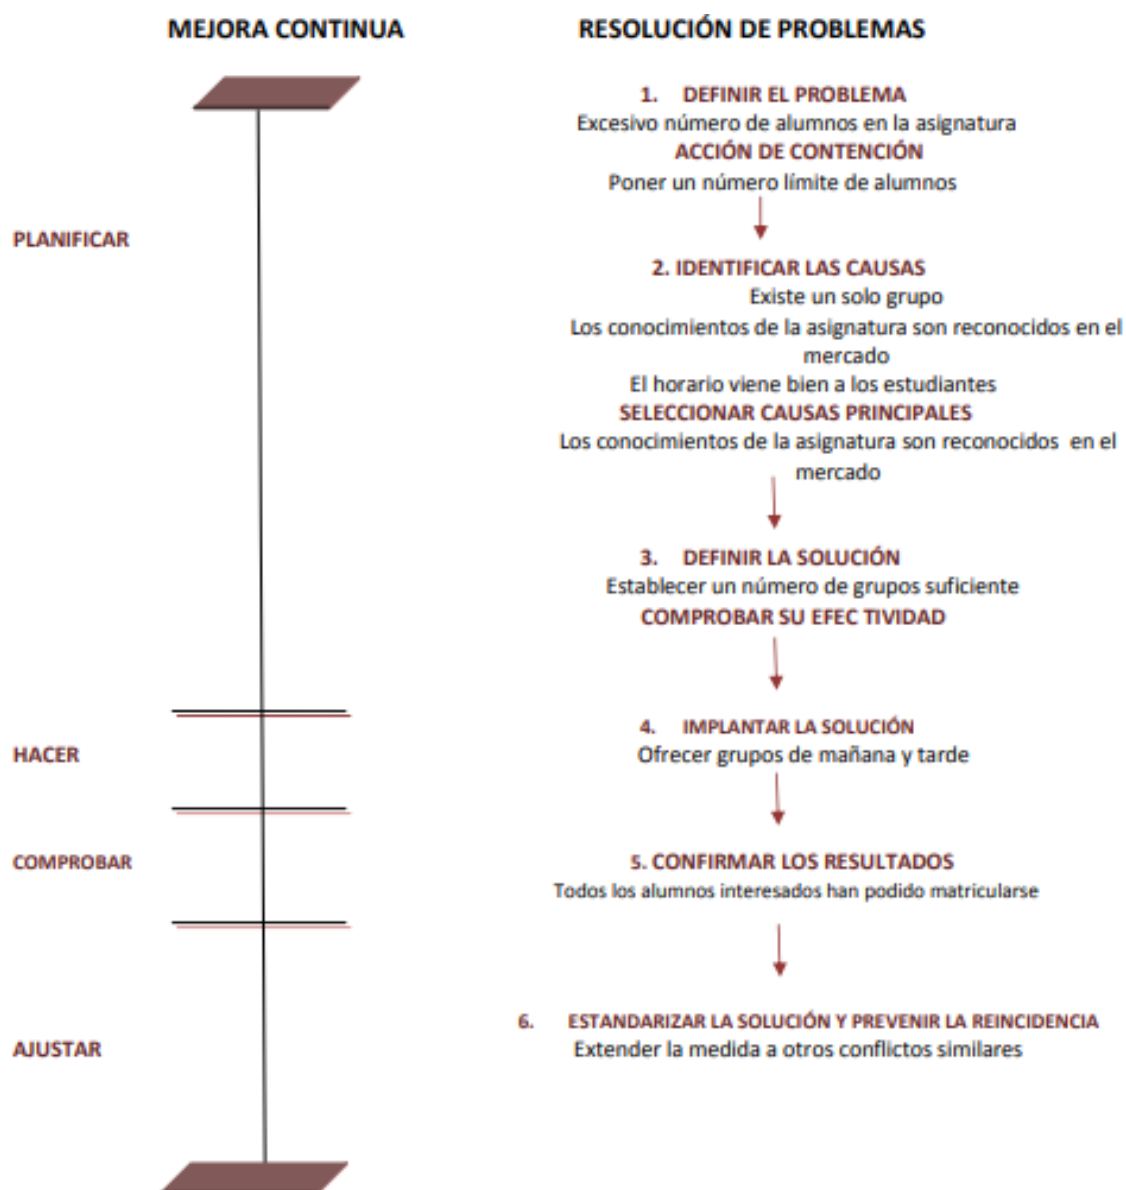 MEJORA CONTINUA
RESOLUCIÓN DE PROBLEMAS
1. DEFINIR EL PROBLEMA
Excesivo número de alumnos en la asignatura
ACCIÓN DE CONTENCIÓN
Poner un número límite de alumnos
PLANIFICAR
2. IDENTIFICAR LAS CAUSAS
Existe un solo grupo
Los conocimientos de la asignatura son reconocidos en el
mercado
El horario viene bien a los estudiantes
SELECCIONAR CAUSAS PRINCIPALES
Los conocimientos de la asignatura son reconocidos en el
mercado
3. DEFINIR LA SOLUCIÓN
Establecer un número de grupos suficiente
COMPROBAR SU EFEC TIVIDAD
HACER
4. IMPLANTAR LA SOLUCIÓN
Ofrecer grupos de mañana y tarde
COMPROBAR
5. CONFIRMAR LOS RESULTADOS
Todos los alumnos interesados han podido matricularse
AJUSTAR
6. ESTANDARIZAR LA SOLUCIÓN Y PREVENIR LA REINCIDENCIA
Extender la medida a otros conflictos similares